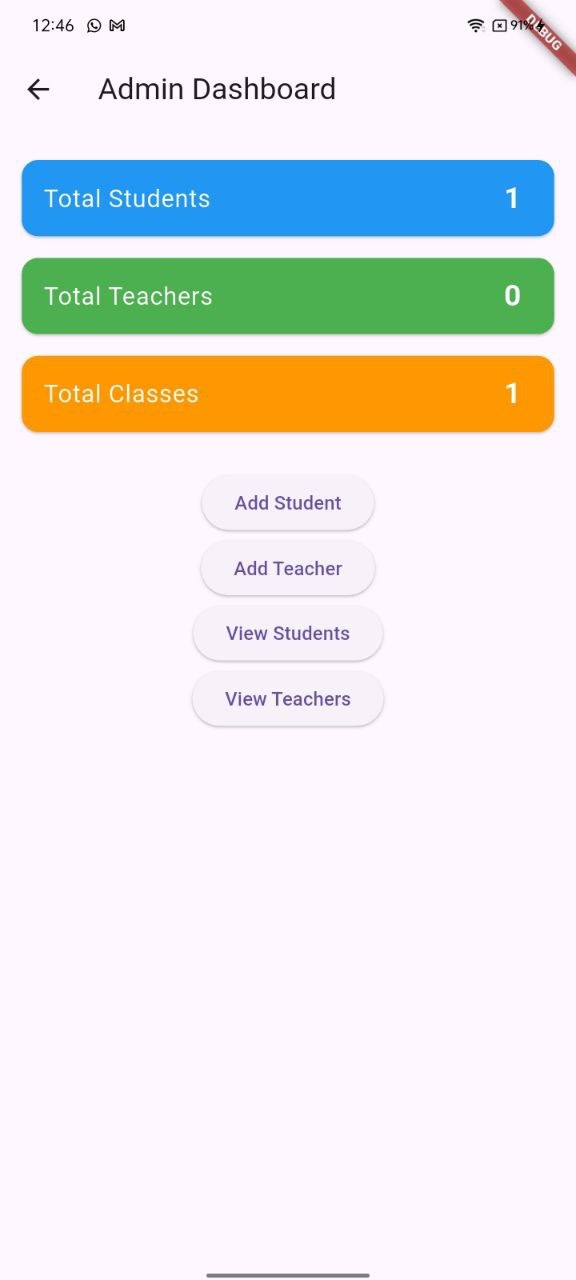 12:46
91%
DEBUG
Admin Dashboard
Total Students 1
Total Teachers 0
Total Classes 1
Add Student
Add Teacher
View Students
View Teachers